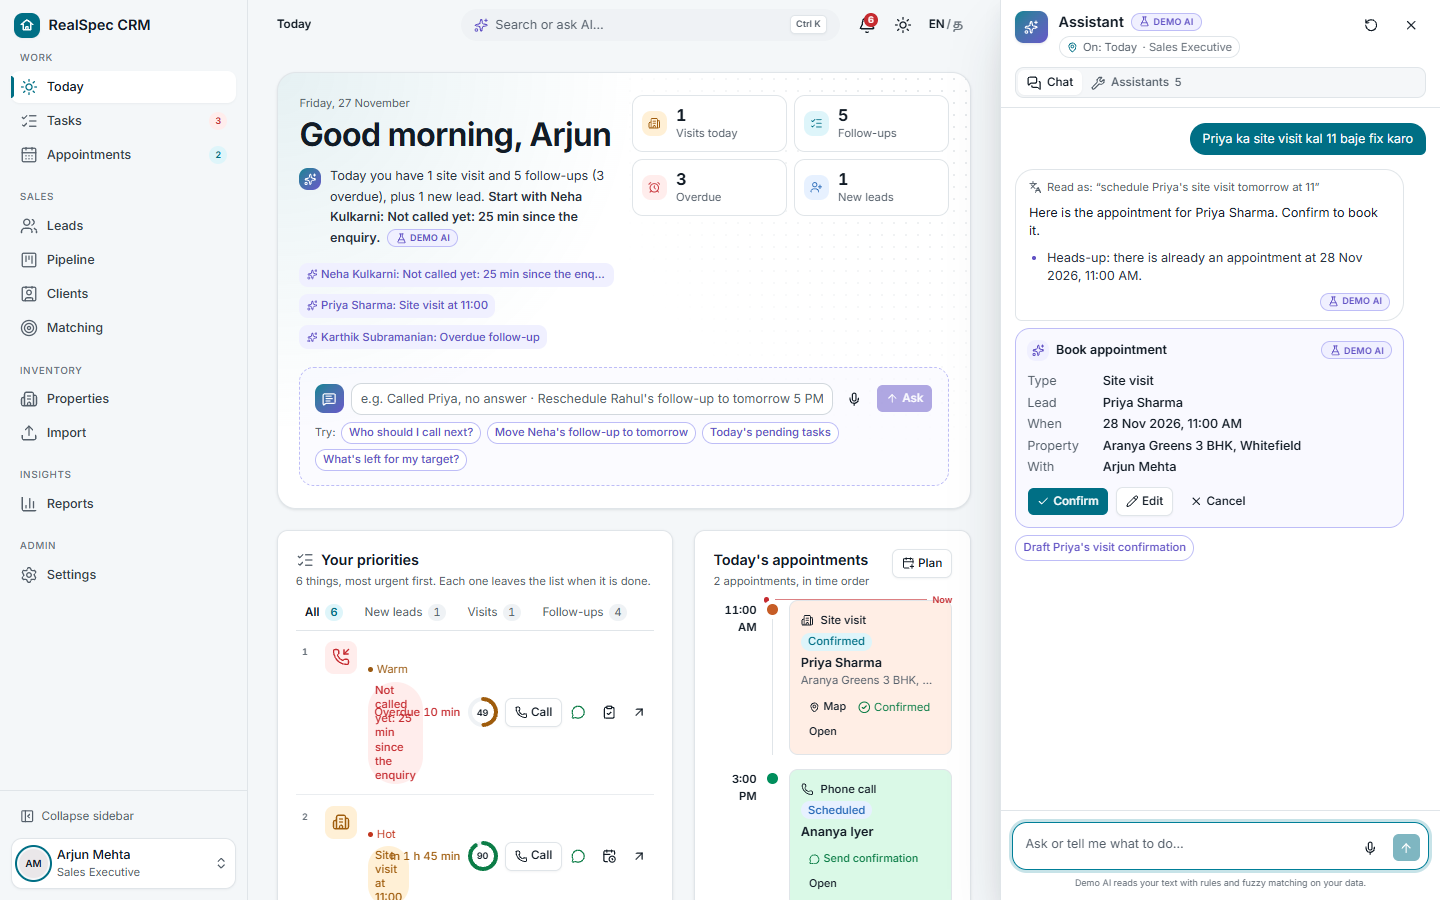 RealSpec CRM
WORK
Today
Tasks 3
Appointments 2
SALES
Leads
Pipeline
Clients
Matching
INVENTORY
Properties
Import
INSIGHTS
Reports
ADMIN
Settings
Collapse sidebar
AM
Arjun Mehta
Sales Executive
Today
Search or ask AI...
Ctrl K
6
EN / த
Friday, 27 November
Good morning, Arjun
Today you have 1 site visit and 5 follow-ups (3
overdue), plus 1 new lead. Start with Neha
Kulkarni: Not called yet: 25 min since the
enquiry. DEMO AI
1
Visits today
5
Follow-ups
3
Overdue
1
New leads
Neha Kulkarni: Not called yet: 25 min since the enq...
Priya Sharma: Site visit at 11:00
Karthik Subramanian: Overdue follow-up
e.g. Called Priya, no answer · Reschedule Rahul's follow-up to tomorrow 5 PM
Ask
Try: Who should I call next? Move Neha's follow-up to tomorrow Today's pending tasks
What's left for my target?
Your priorities
6 things, most urgent first. Each one leaves the list when it is done.
All 6 New leads 1 Visits 1 Follow-ups 4
1
Warm
Not
called
yet: 25
min
since
the
enquiry
Overdue 10 min
49
Call
2
Hot
Site
visit
at
11:00
In 1 h 45 min
90
Call
Today's appointments
2 appointments, in time order
Plan
Now
11:00
AM
Site visit
Confirmed
Priya Sharma
Aranya Greens 3 BHK, ...
Map Confirmed
Open
3:00
PM
Phone call
Scheduled
Ananya Iyer
Send confirmation
Open
Assistant DEMO AI
On: Today · Sales Executive
Chat
Assistants 5
Priya ka site visit kal 11 baje fix karo
Read as: “schedule Priya's site visit tomorrow at 11”
Here is the appointment for Priya Sharma. Confirm to book
it.
• Heads-up: there is already an appointment at 28 Nov
2026, 11:00 AM.
DEMO AI
Book appointment DEMO AI
Type Site visit
Lead Priya Sharma
When 28 Nov 2026, 11:00 AM
Property Aranya Greens 3 BHK, Whitefield
With Arjun Mehta
Confirm Edit Cancel
Draft Priya's visit confirmation
Ask or tell me what to do...
Demo AI reads your text with rules and fuzzy matching on your data.